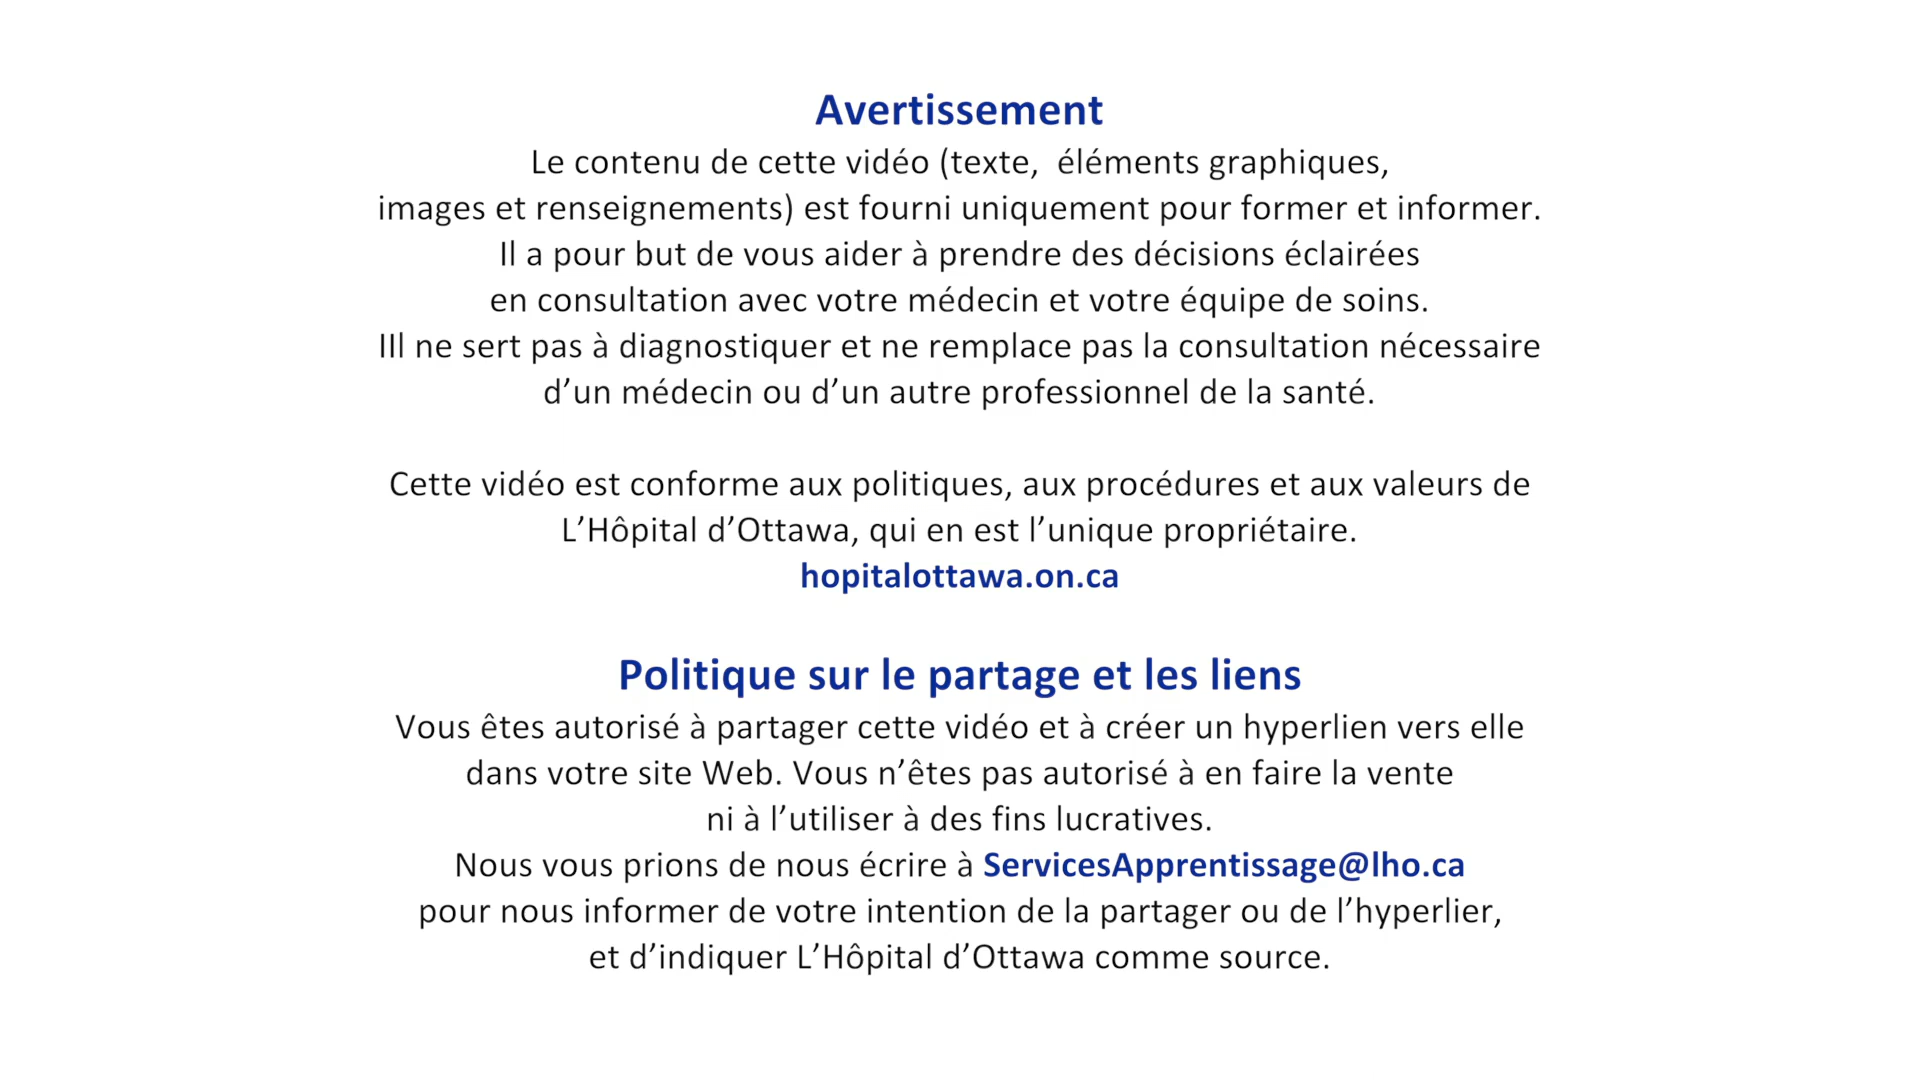 Avertissement
Le contenu de cette vidéo (texte,  éléments graphiques,
images et renseignements) est fourni uniquement pour former et informer.
Il a pour but de vous aider à prendre des décisions éclairées
en consultation avec votre médecin et votre équipe de soins.
IIl ne sert pas à diagnostiquer et ne remplace pas la consultation nécessaire
d’un médecin ou d’un autre professionnel de la santé.
Cette vidéo est conforme aux politiques, aux procédures et aux valeurs de
L’Hôpital d’Ottawa, qui en est l’unique propriétaire.
hopitalottawa.on.ca
Politique sur le partage et les liens
Vous êtes autorisé à partager cette vidéo et à créer un hyperlien vers elle
dans votre site Web. Vous n’êtes pas autorisé à en faire la vente
ni à l’utiliser à des fins lucratives.
Nous vous prions de nous écrire à ServicesApprentissage@lho.ca
pour nous informer de votre intention de la partager ou de l’hyperlier,
et d’indiquer L’Hôpital d’Ottawa comme source.